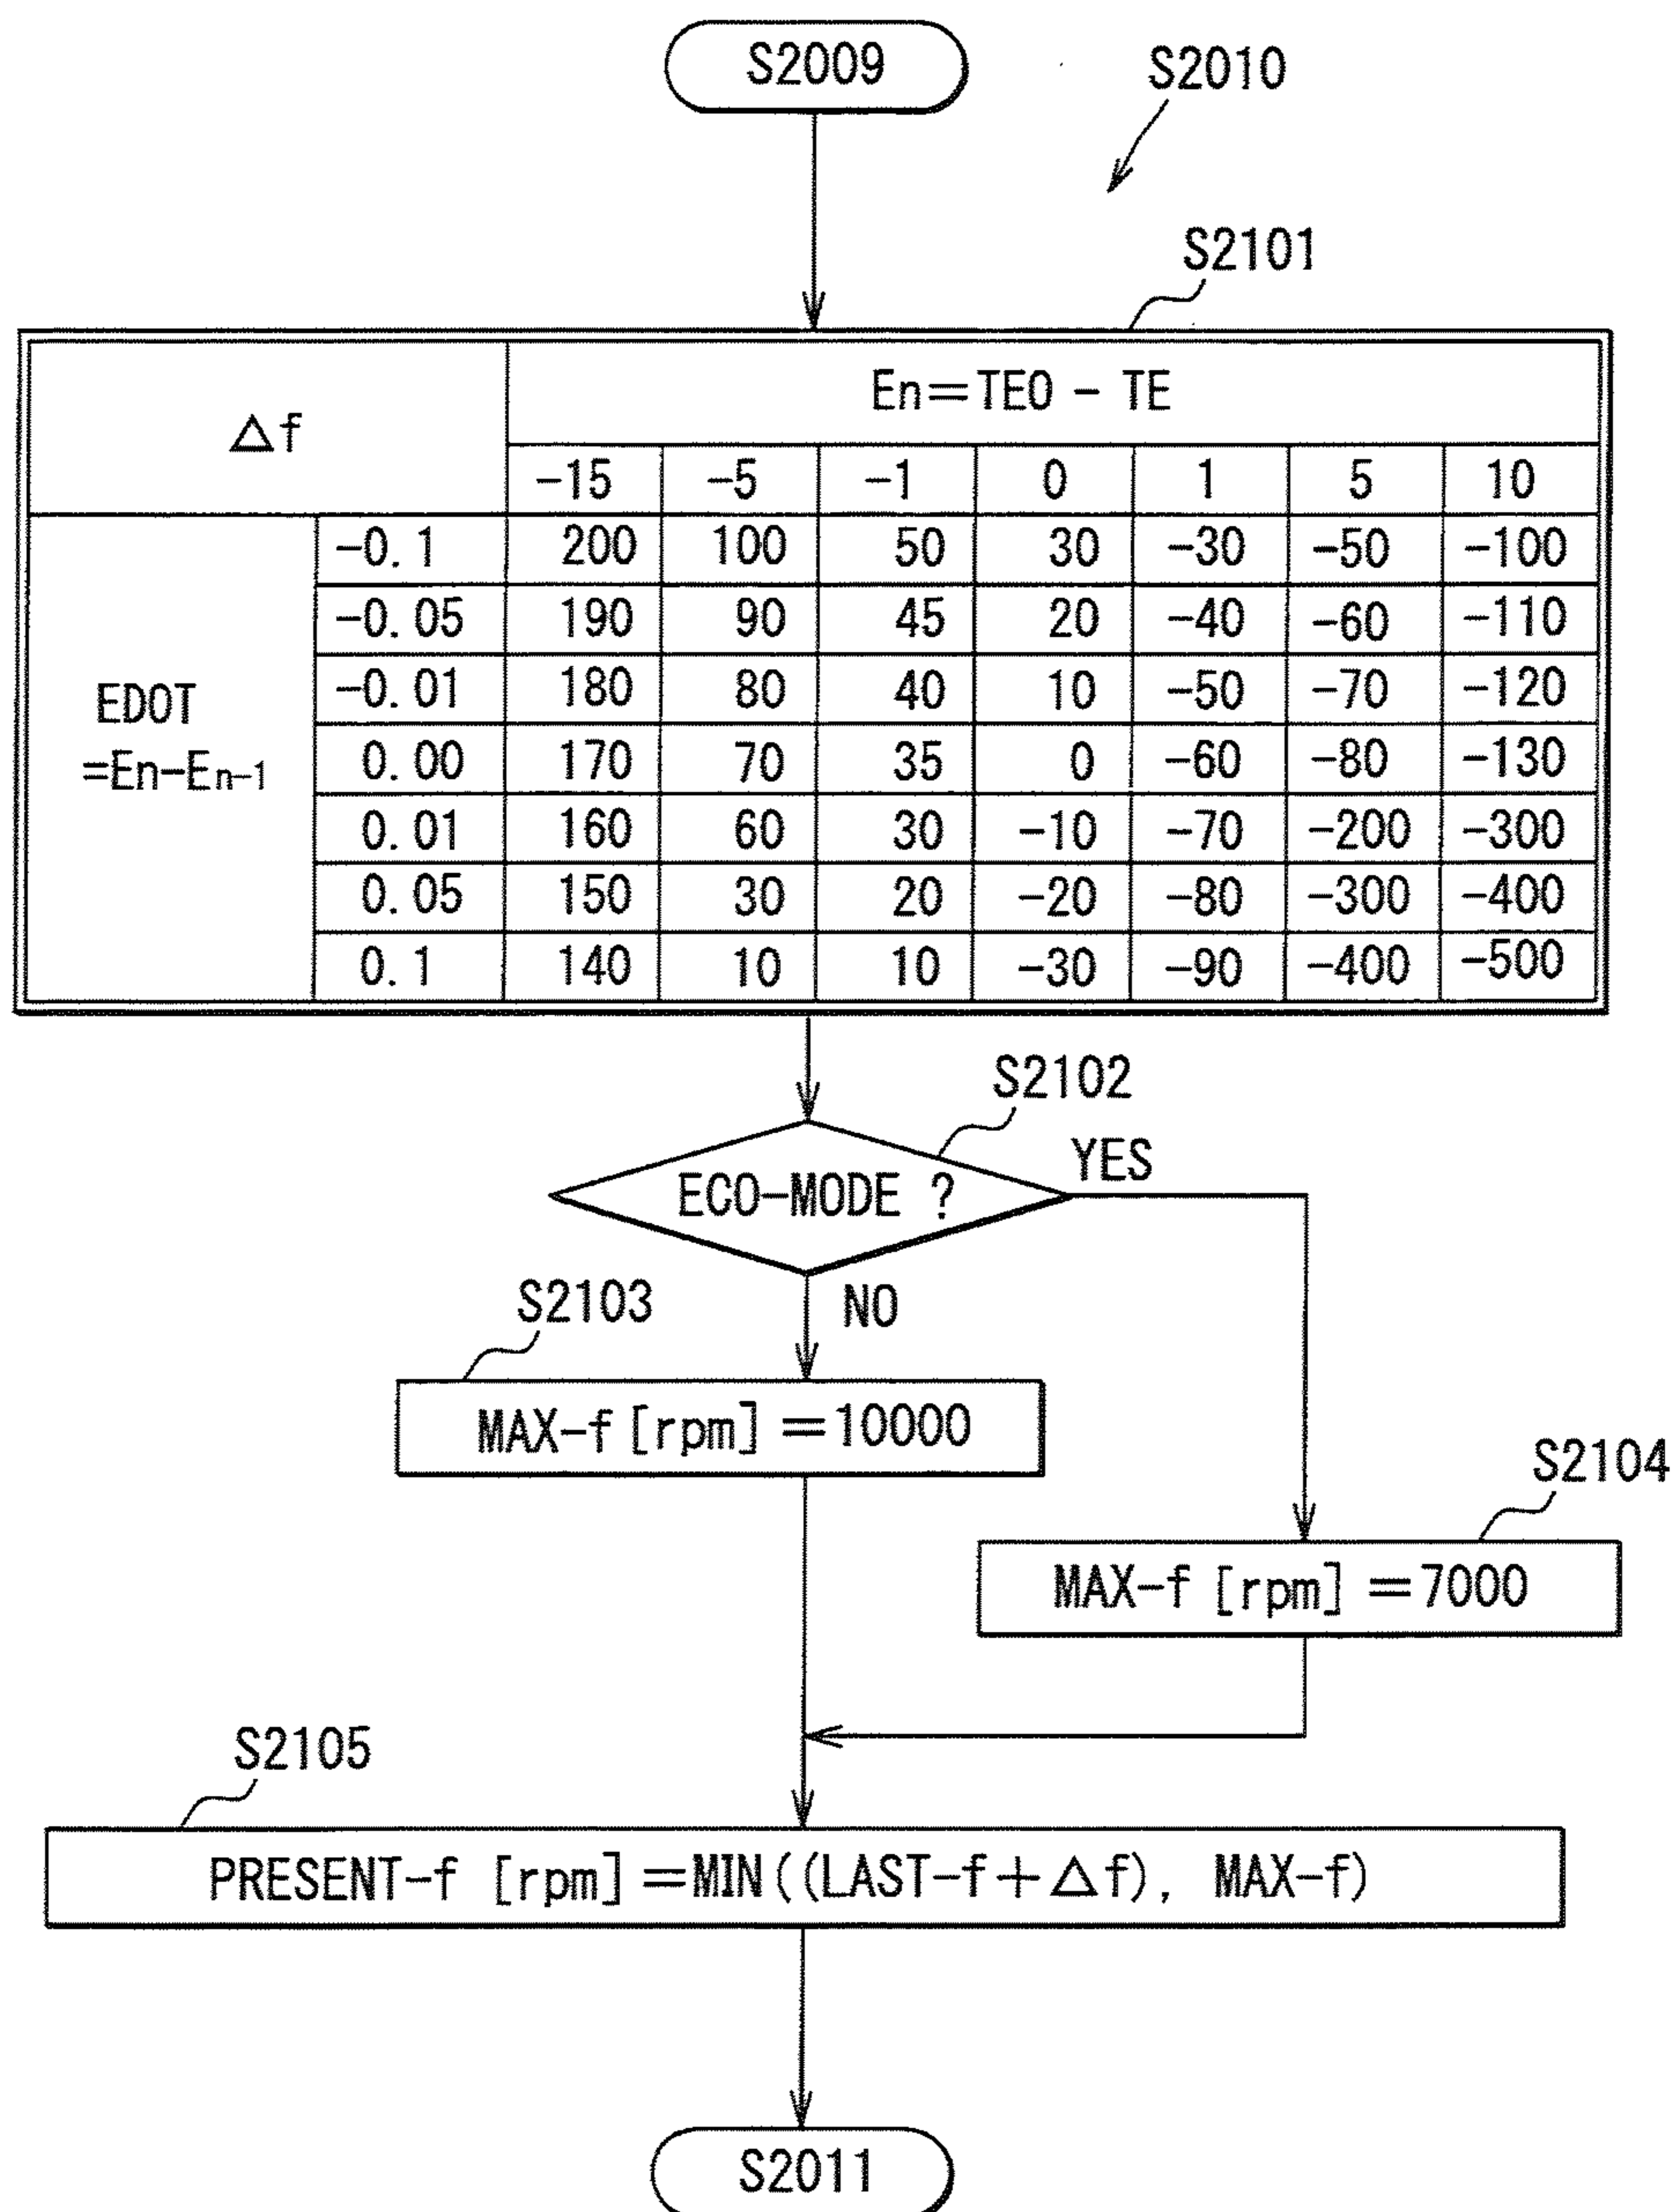 S2009
S2010
S2101
△f
En=TEO - TE
-15 -5 -1 0 1 5 10
EDOT
=En-En-1
-0.1 200 100 50 30 -30 -50 -100
-0.05 190 90 45 20 -40 -60 -110
-0.01 180 80 40 10 -50 -70 -120
0.00 170 70 35 0 -60 -80 -130
0.01 160 60 30 -10 -70 -200 -300
0.05 150 30 20 -20 -80 -300 -400
0.1 140 10 10 -30 -90 -400 -500
S2102
ECO-MODE ?
YES
NO
S2103
MAX-f [rpm] =10000
S2104
MAX-f [rpm] =7000
S2105
PRESENT-f [rpm]=MIN((LAST-f+△f), MAX-f)
S2011